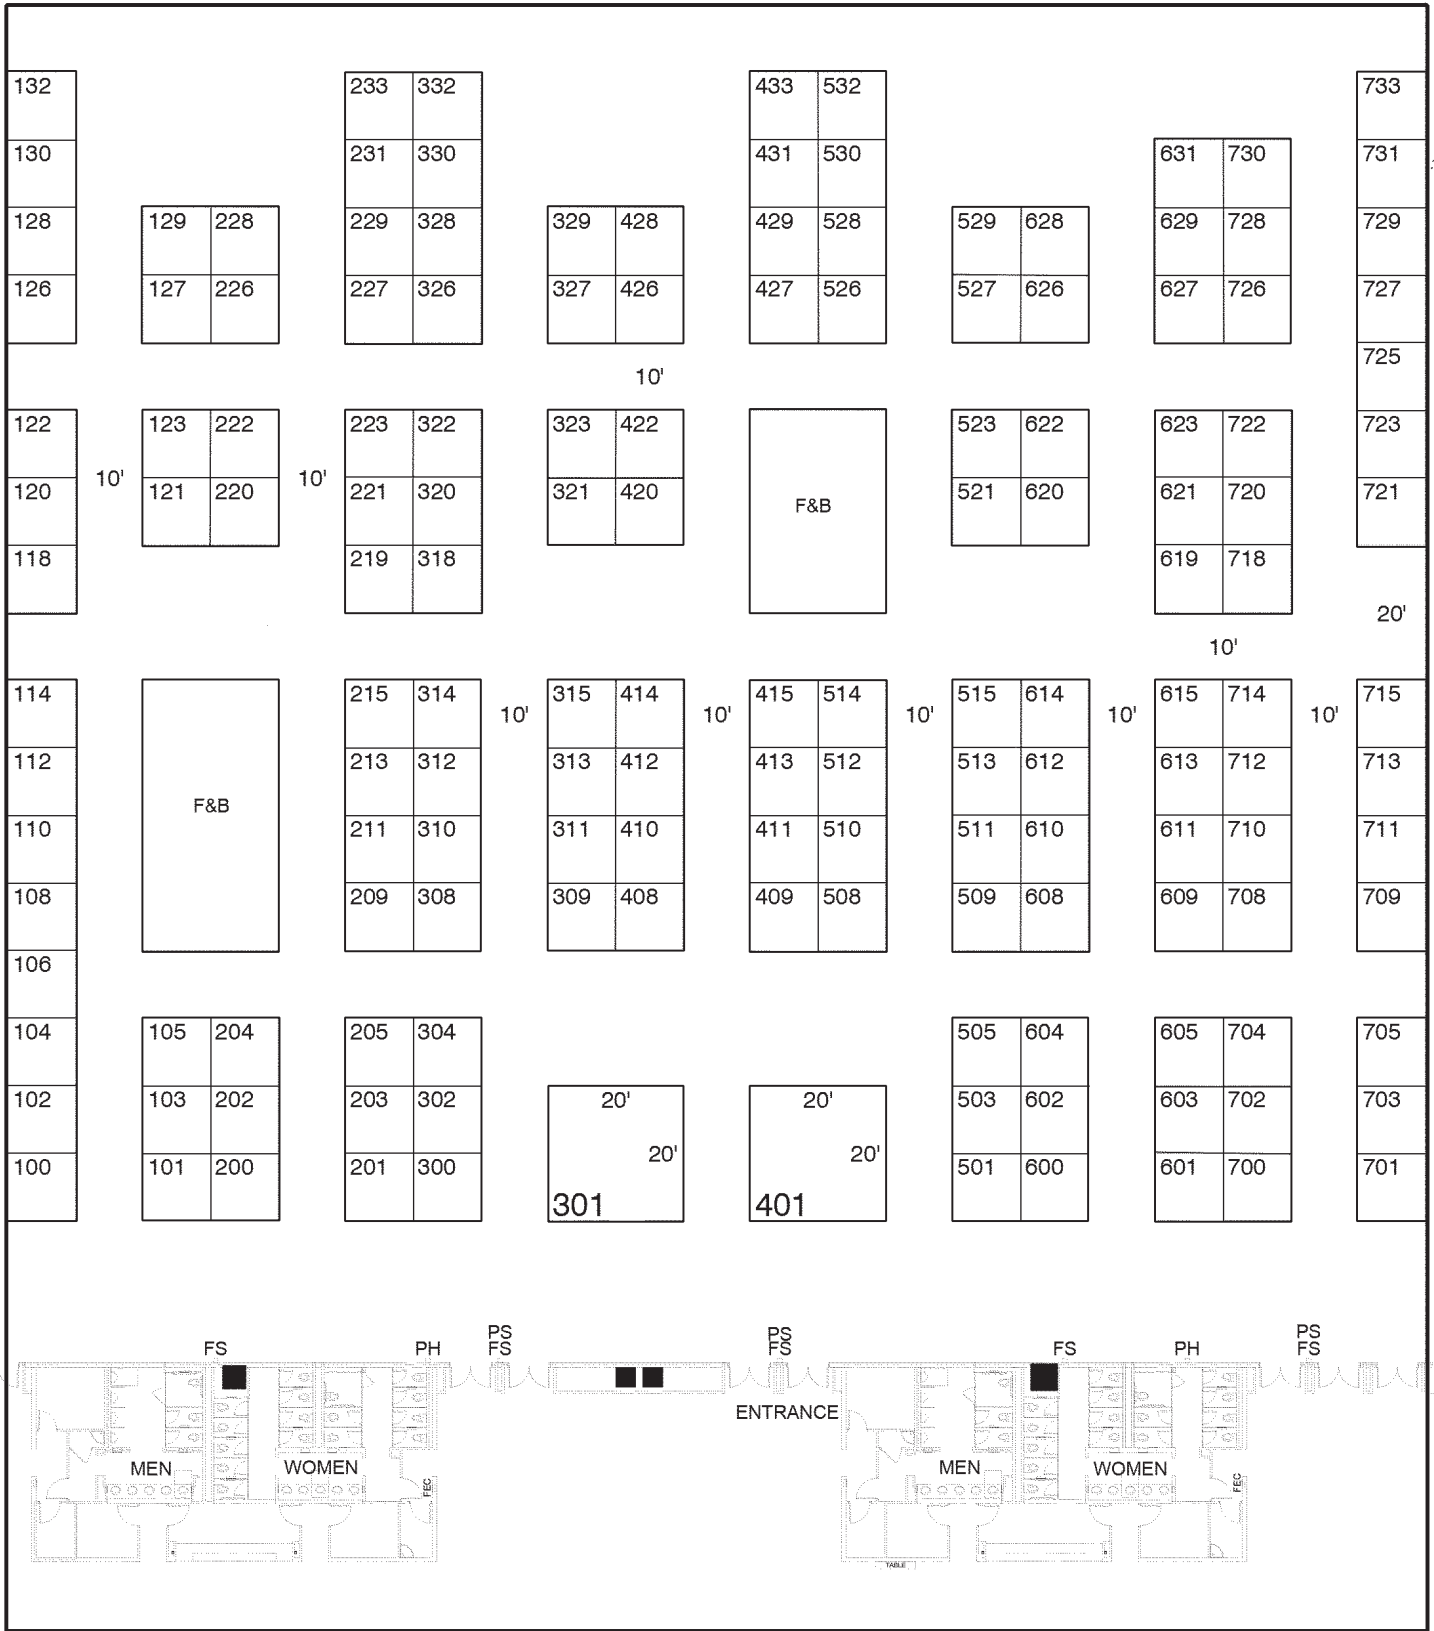 132 233 332 433 532 733
130 231 330 431 530 631 730 731
128 129 228 229 328 329 428 429 528 529 628 629 728 729
126 127 226 227 326 327 426 427 526 527 626 627 726 727
725
10'
122 123 222 223 322 323 422 523 622 623 722 723
10' 10'
120 121 220 221 320 321 420 521 620 621 720 721
F&B
118 219 318 619 718
20'
10'
114 215 314 315 414 415 514 515 614 615 714 715
10' 10' 10' 10' 10'
112 213 312 313 412 413 512 513 612 613 712 713
F&B
110 211 310 311 410 411 510 511 610 611 710 711
108 209 308 309 408 409 508 509 608 609 708 709
106
104 105 204 205 304 505 604 605 704 705
102 103 202 203 302 20' 20' 503 602 603 702 703
20' 20'
100 101 200 201 300 501 600 601 700 701
301 401
PS PS PS
FS PH FS FS FS PH FS
ENTRANCE
MEN WOMEN MEN WOMEN
FEC FEC
TABLE